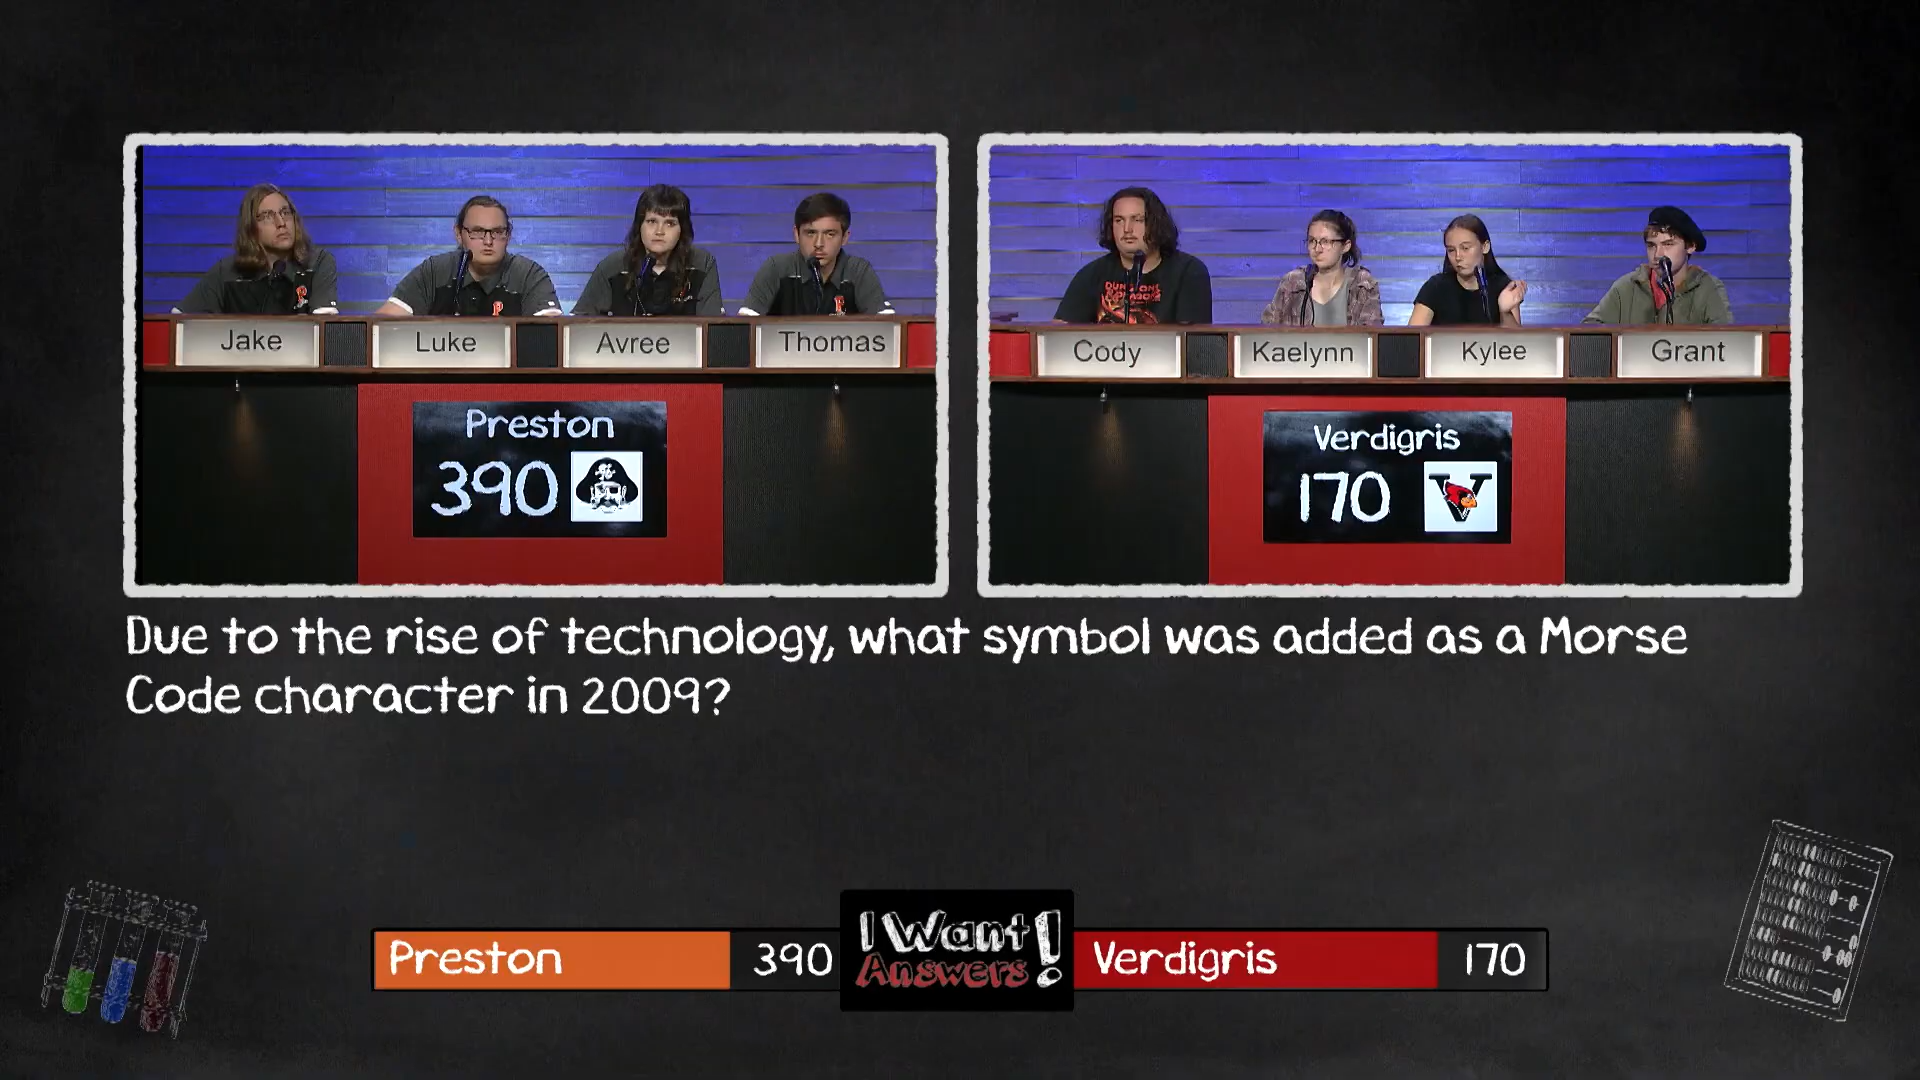 Jake
Luke
Avree
Thomas
Preston
390
Cody
Kaelynn
Kylee
Grant
Verdigris
170
V
Due to the rise of technology, what symbol was added as a Morse
Code character in 2009?
Preston 390
I Want
Answers!
Verdigris 170